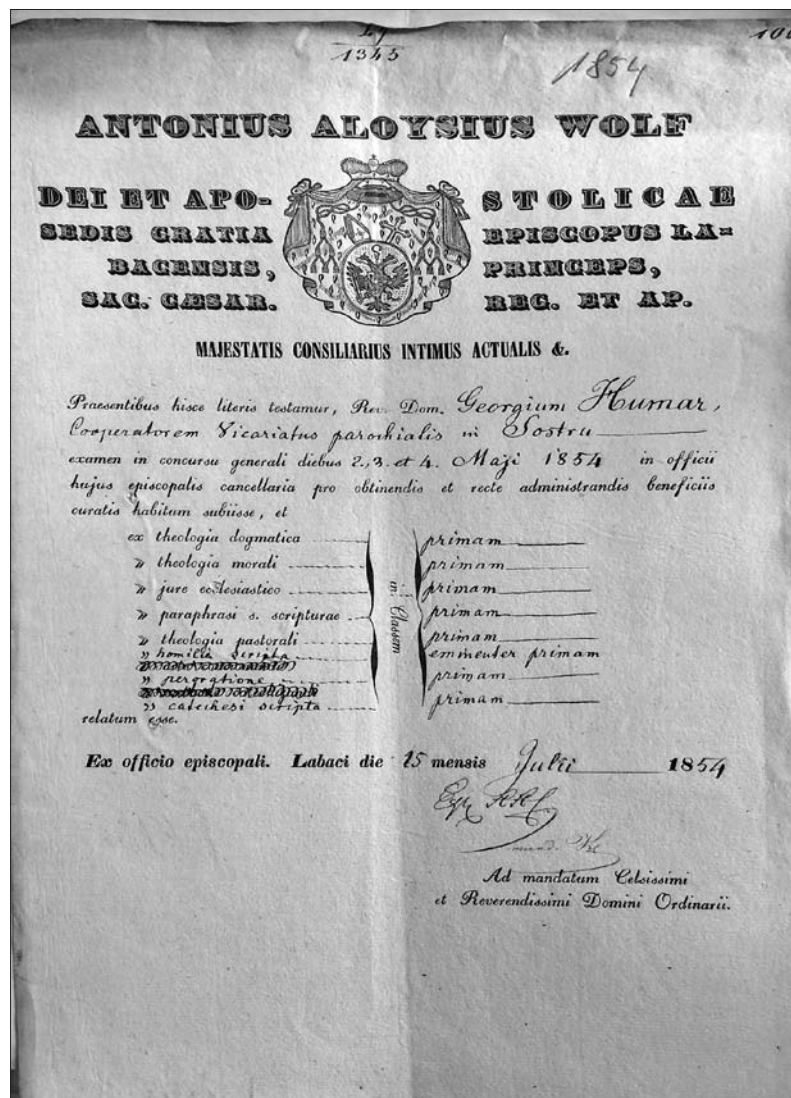 1345
1854
ANTONIUS ALOYSIUS WOLF
DEI ET APO- STOLICAE
SEDIS GRATIA EPISCOPUS LA=
BACENSIS, PRINCEPS,
SAC. CÆSAR. REG. ET AP.
MAJESTATIS CONSILIARIUS INTIMUS ACTUALIS &.
Praesentibus hisce literis testamur, Rev. Dom. Georgium Humar,
Cooperatorem Vicariatus parochialis in Sostru
examen in concursu generali diebus 2., 3. et 4. Maji 1854 in officii
hujus episcopalis cancellaria pro obtinendis et recte administrandis beneficiis
curatis habitum subiisse, et
ex theologia dogmatica primam
» theologia morali primam
» jure ecclesiastico primam
in Classem
» paraphrasi s. scripturae primam
» theologia pastorali primam
» homilia scripta eminenter primam
» peroratione primam
» catechesi scripta primam
relatum esse.
Ex officio episcopali. Labaci die 15 mensis Julii 1854
Ad mandatum Celsissimi
et Reverendissimi Domini Ordinarii.